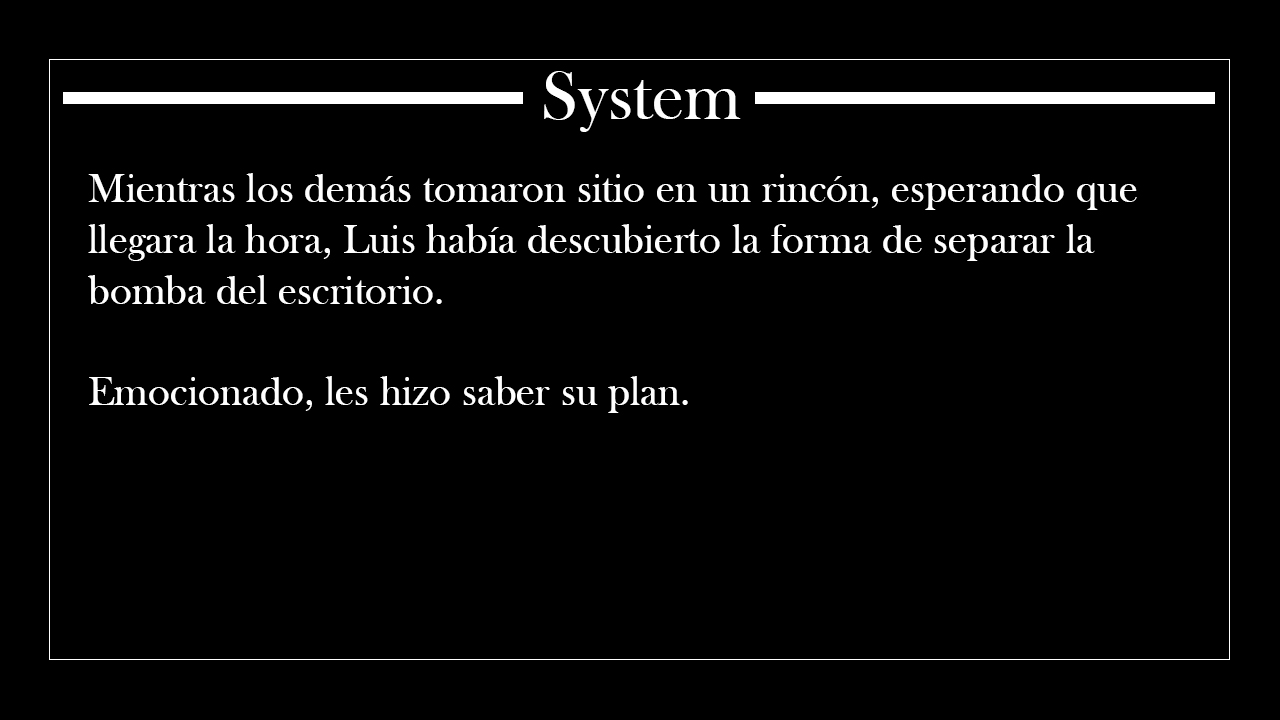 System
Mientras los demás tomaron sitio en un rincón, esperando que
llegara la hora, Luis había descubierto la forma de separar la
bomba del escritorio.
Emocionado, les hizo saber su plan.